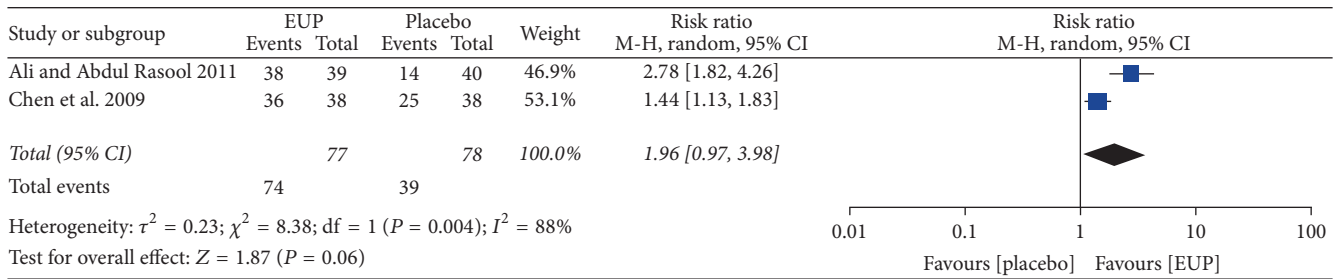 Study or subgroup EUP Placebo Weight Risk ratio Risk ratio
Events Total Events Total M-H, random, 95% CI M-H, random, 95% CI
Ali and Abdul Rasool 2011 38 39 14 40 46.9% 2.78 [1.82, 4.26]
Chen et al. 2009 36 38 25 38 53.1% 1.44 [1.13, 1.83]
Total (95% CI) 77 78 100.0% 1.96 [0.97, 3.98]
Total events 74 39
Heterogeneity: τ² = 0.23; χ² = 8.38; df = 1 (P = 0.004); I² = 88%
Test for overall effect: Z = 1.87 (P = 0.06)
0.01 0.1 1 10 100
Favours [placebo] Favours [EUP]